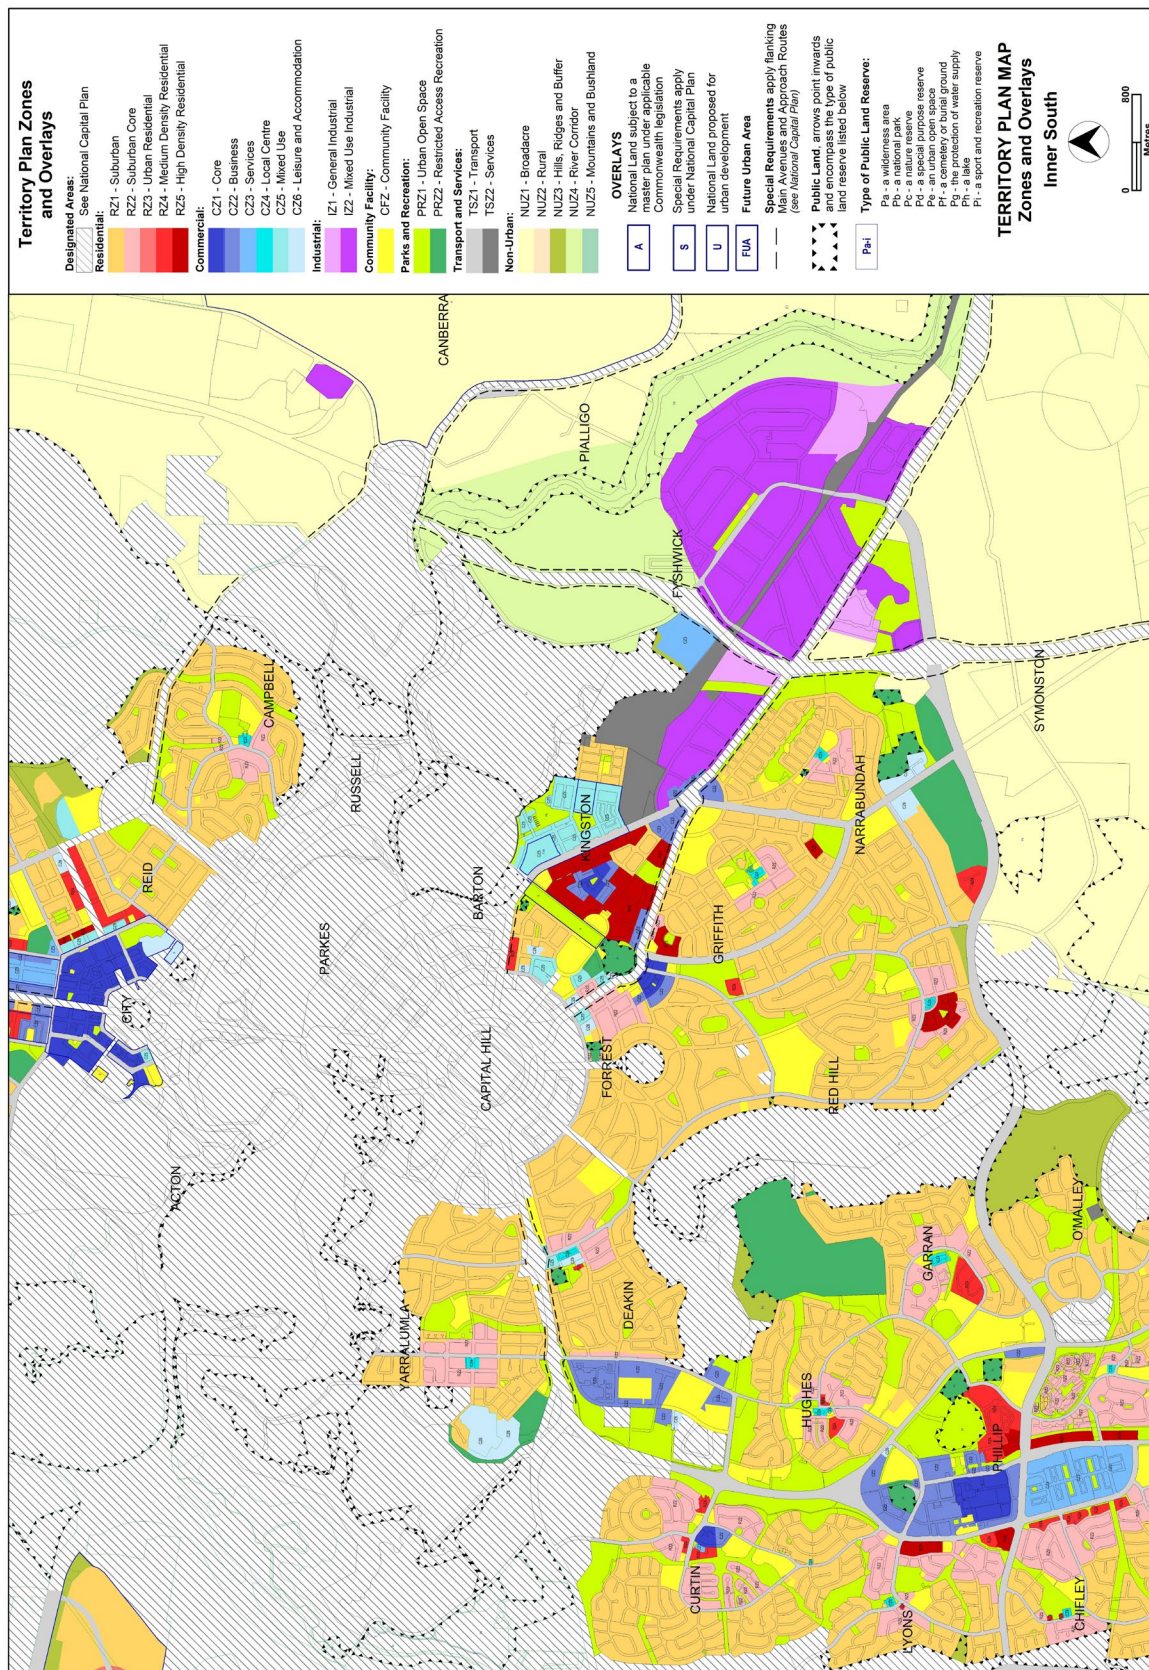 Territory Plan Zones
and Overlays
Designated Areas:
See National Capital Plan
Residential:
RZ1 - Suburban
RZ2 - Suburban Core
RZ3 - Urban Residential
RZ4 - Medium Density Residential
RZ5 - High Density Residential
Commercial:
CZ1 - Core
CZ2 - Business
CZ3 - Services
CZ4 - Local Centre
CZ5 - Mixed Use
CZ6 - Leisure and Accommodation
Industrial:
IZ1 - General Industrial
IZ2 - Mixed Use Industrial
Community Facility:
CFZ - Community Facility
Parks and Recreation:
PRZ1 - Urban Open Space
PRZ2 - Restricted Access Recreation
Transport and Services:
TSZ1 - Transport
TSZ2 - Services
Non-Urban:
NUZ1 - Broadacre
NUZ2 - Rural
NUZ3 - Hills, Ridges and Buffer
NUZ4 - River Corridor
NUZ5 - Mountains and Bushland
OVERLAYS
A
National Land subject to a
master plan under applicable
Commonwealth legislation
S
Special Requirements apply
under National Capital Plan
U
National Land proposed for
urban development
FUA
Future Urban Area
Special Requirements apply flanking
Main Avenues and Approach Routes
(see National Capital Plan)
Public Land, arrows point inwards
and encompass the type of public
land reserve listed below
Pa-i
Type of Public Land Reserve:
Pa - a wilderness area
Pb - a national park
Pc - a nature reserve
Pd - a special purpose reserve
Pe - an urban open space
Pf - a cemetery or burial ground
Pg - the protection of water supply
Ph - a lake
Pi - a sport and recreation reserve
TERRITORY PLAN MAP
Zones and Overlays
Inner South
0
800
Metres
ACTON
CITY
REID
CAMPBELL
RUSSELL
PARKES
CANBERRA
YARRALUMLA
CAPITAL HILL
BARTON
KINGSTON
PIALLIGO
FORREST
DEAKIN
FYSHWICK
GRIFFITH
CURTIN
HUGHES
RED HILL
NARRABUNDAH
LYONS
GARRAN
PHILLIP
SYMONSTON
CHIFLEY
O'MALLEY